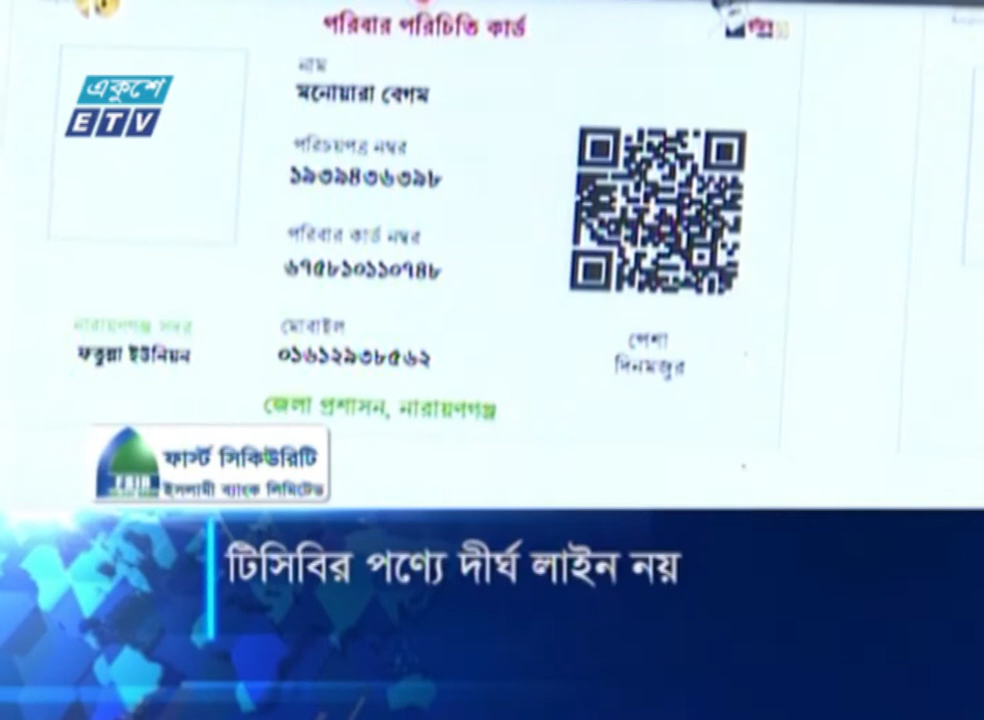 পরিবার পরিচিতি কার্ড
একুশে
ETV
নাম
মনোয়ারা বেগম
পরিচয়পত্র নম্বর
১৯৩৯৪৩৬৩৯৮
পরিবার কার্ড নম্বর
৬৭৫৮১০১১০৭৪৮
নারায়ণগঞ্জ সদর
ফতুল্লা ইউনিয়ন
মোবাইল
০১৬১২৯৩৮৫৬২
পেশা
দিনমজুর
জেলা প্রশাসন, নারায়ণগঞ্জ
ফার্স্ট সিকিউরিটি
ইসলামী ব্যাংক লিমিটেড
টিসিবির পণ্যে দীর্ঘ লাইন নয়